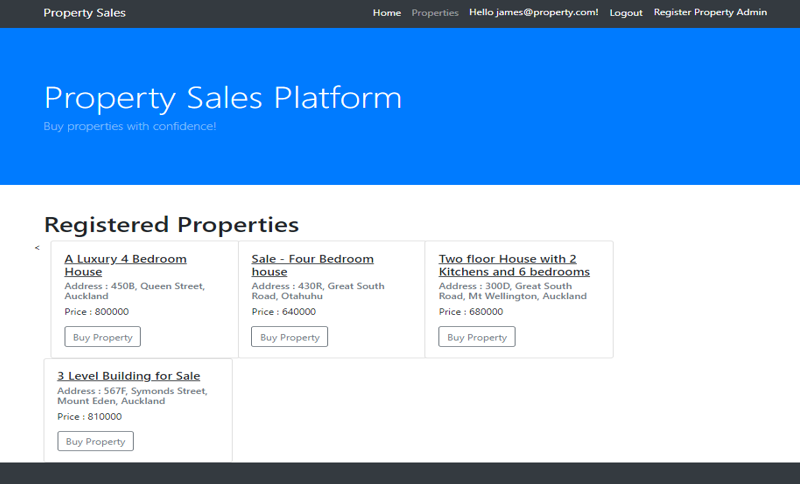 Property Sales
Home Properties Hello james@property.com! Logout Register Property Admin
Property Sales Platform
Buy properties with confidence!
Registered Properties
<
A Luxury 4 Bedroom
House
Address : 450B, Queen Street,
Auckland
Price : 800000
Buy Property
Sale - Four Bedroom
house
Address : 430R, Great South
Road, Otahuhu
Price : 640000
Buy Property
Two floor House with 2
Kitchens and 6 bedrooms
Address : 300D, Great South
Road, Mt Wellington, Auckland
Price : 680000
Buy Property
3 Level Building for Sale
Address : 567F, Symonds Street,
Mount Eden, Auckland
Price : 810000
Buy Property